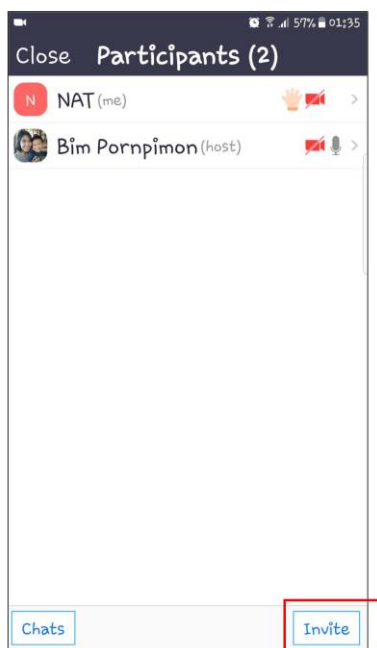 57% 01:35
Close Participants (2)
N NAT (me)
Bim Pornpimon (host)
Chats Invite